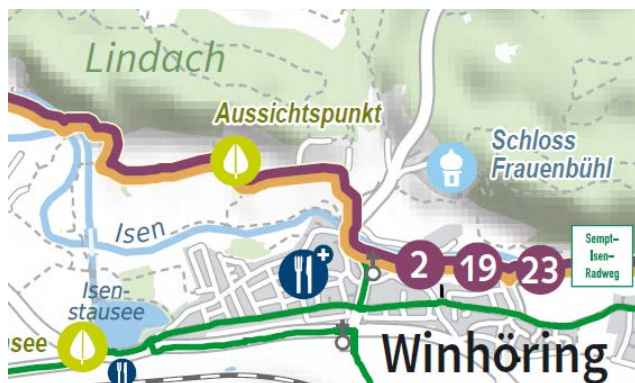 Lindach
Aussichtspunkt
Schloss
Frauenbühl
Isen
2 19 23
Sempt-
Isen-
Radweg
Isen-
stausee
see
Winhöring